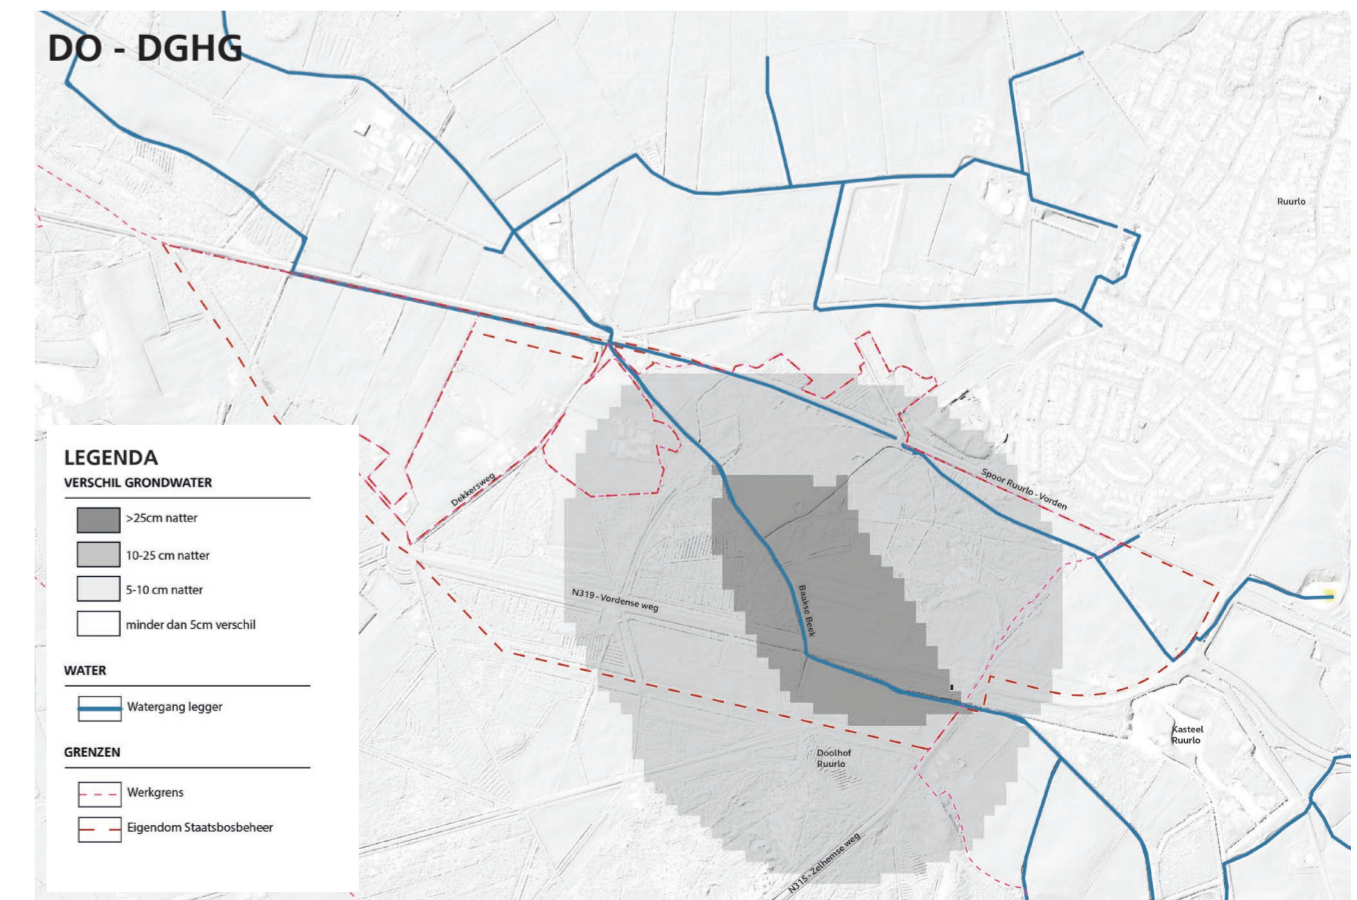 DO - DGHG
Ruurlo
Spoor Ruurlo - Vorden
Dekkersweg
N319 - Vordense weg
Baakse Beek
Kasteel
Ruurlo
Doolhof
Ruurlo
N315 - Zelhemse weg
LEGENDA
VERSCHIL GRONDWATER
>25cm natter
10-25 cm natter
5-10 cm natter
minder dan 5cm verschil
WATER
Watergang legger
GRENZEN
Werkgrens
Eigendom Staatsbosbeheer